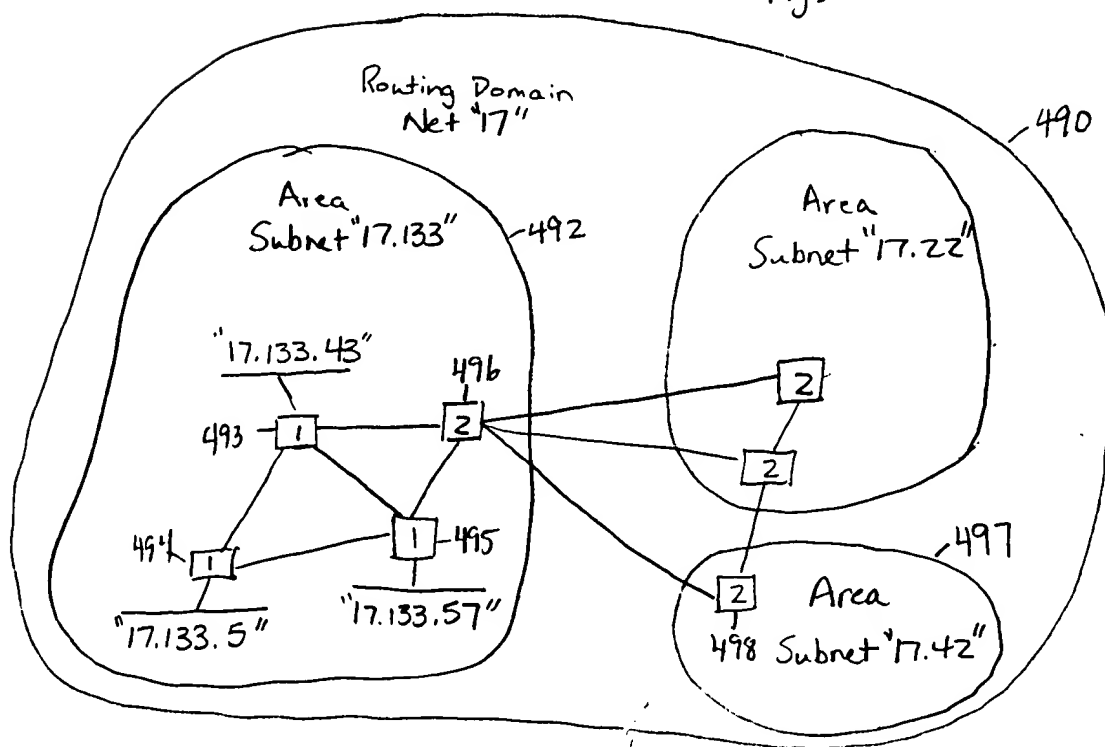 Routing Domain
Net "17"
490
Area
Subnet "17.133"
492
Area
Subnet "17.22"
"17.133.43"
496
493
1
2
2
2
494
1
1
495
497
"17.133.5"
"17.133.57"
2
Area
498
Subnet "17.42"